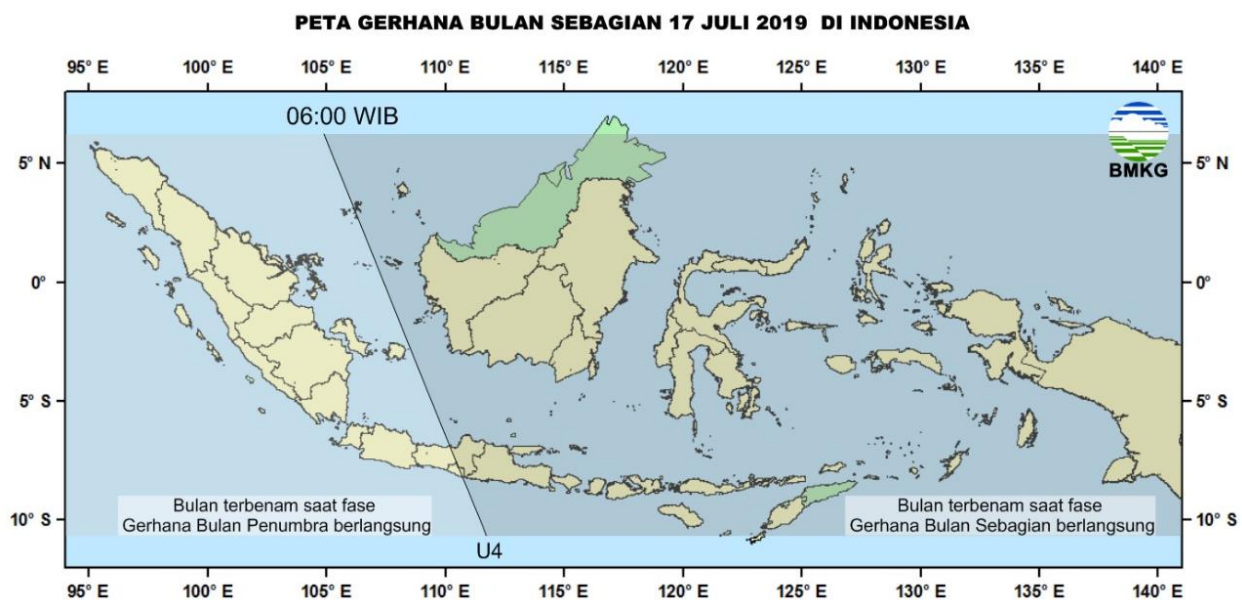 PETA GERHANA BULAN SEBAGIAN 17 JULI 2019 DI INDONESIA
95° E 100° E 105° E 110° E 115° E 120° E 125° E 130° E 135° E 140° E
06:00 WIB
5° N 5° N
BMKG
0° 0°
5° S 5° S
Bulan terbenam saat fase
Gerhana Bulan Penumbra berlangsung
Bulan terbenam saat fase
Gerhana Bulan Sebagian berlangsung
10° S 10° S
U4
95° E 100° E 105° E 110° E 115° E 120° E 125° E 130° E 135° E 140° E